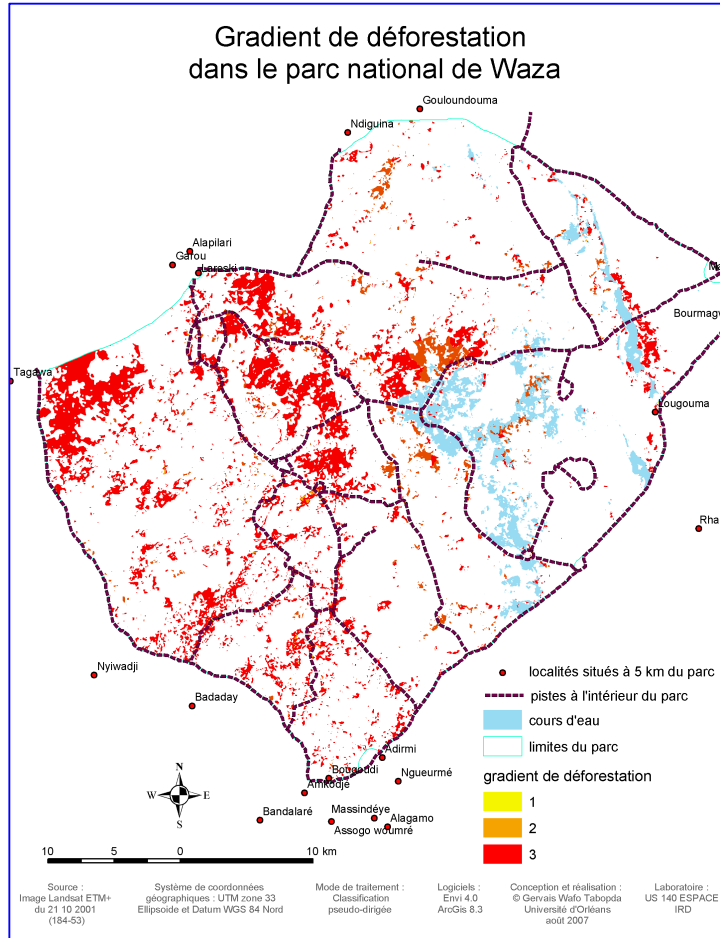 Gradient de déforestation
dans le parc national de Waza
Gouloundouma
Ndiguina
Alapilari
Garou
Laraski
Bourmagw
Tagawa
Lougouma
Rha
Nyiwadji
Badaday
Adirmi
Bougoudi
Ngueurmé
Amkodje
Bandalaré
Massindéye
Alagamo
Assogo woumré
localités situés à 5 km du parc
pistes à l'intérieur du parc
cours d'eau
limites du parc
gradient de déforestation
1
2
3
N
W E
S
10 5 0 10 km
Source :
Image Landsat ETM+
du 21 10 2001
(184-53)
Système de coordonnées
géographiques : UTM zone 33
Ellipsoide et Datum WGS 84 Nord
Mode de traitement :
Classification
pseudo-dirigée
Logiciels :
Envi 4.0
ArcGis 8.3
Conception et réalisation :
© Gervais Wafo Tabopda
Université d'Orléans
août 2007
Laboratoire :
US 140 ESPACE
IRD